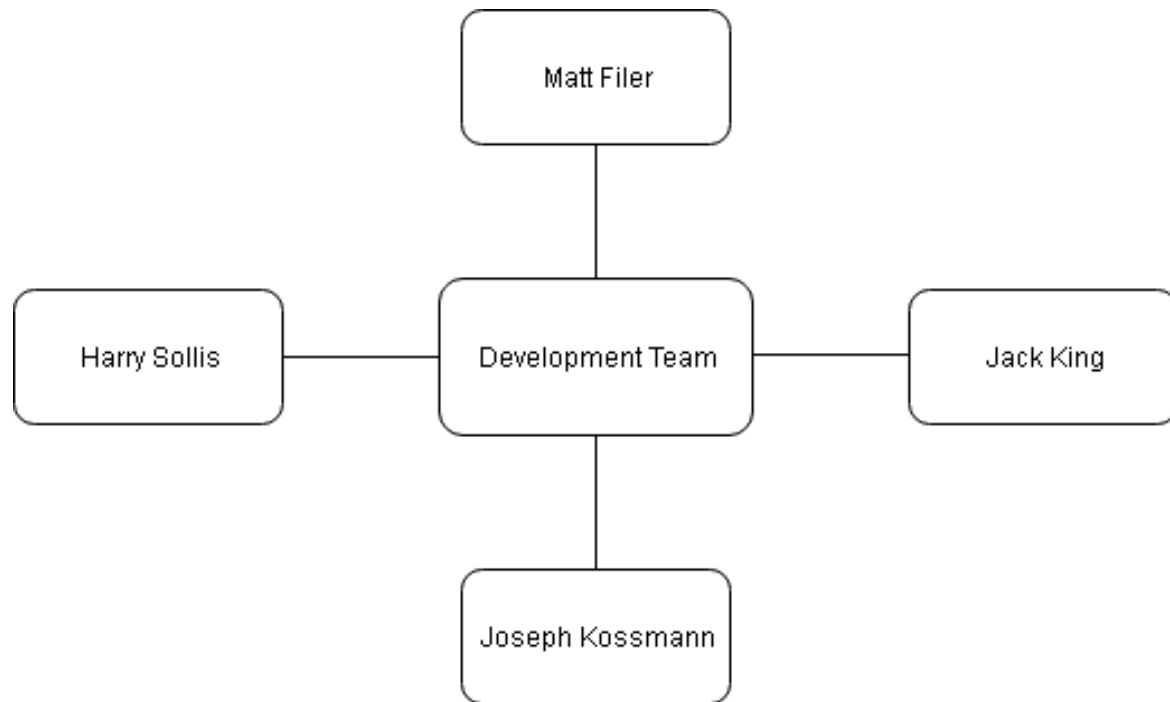 Matt Filer
Harry Sollis
Development Team
Jack King
Joseph Kossmann